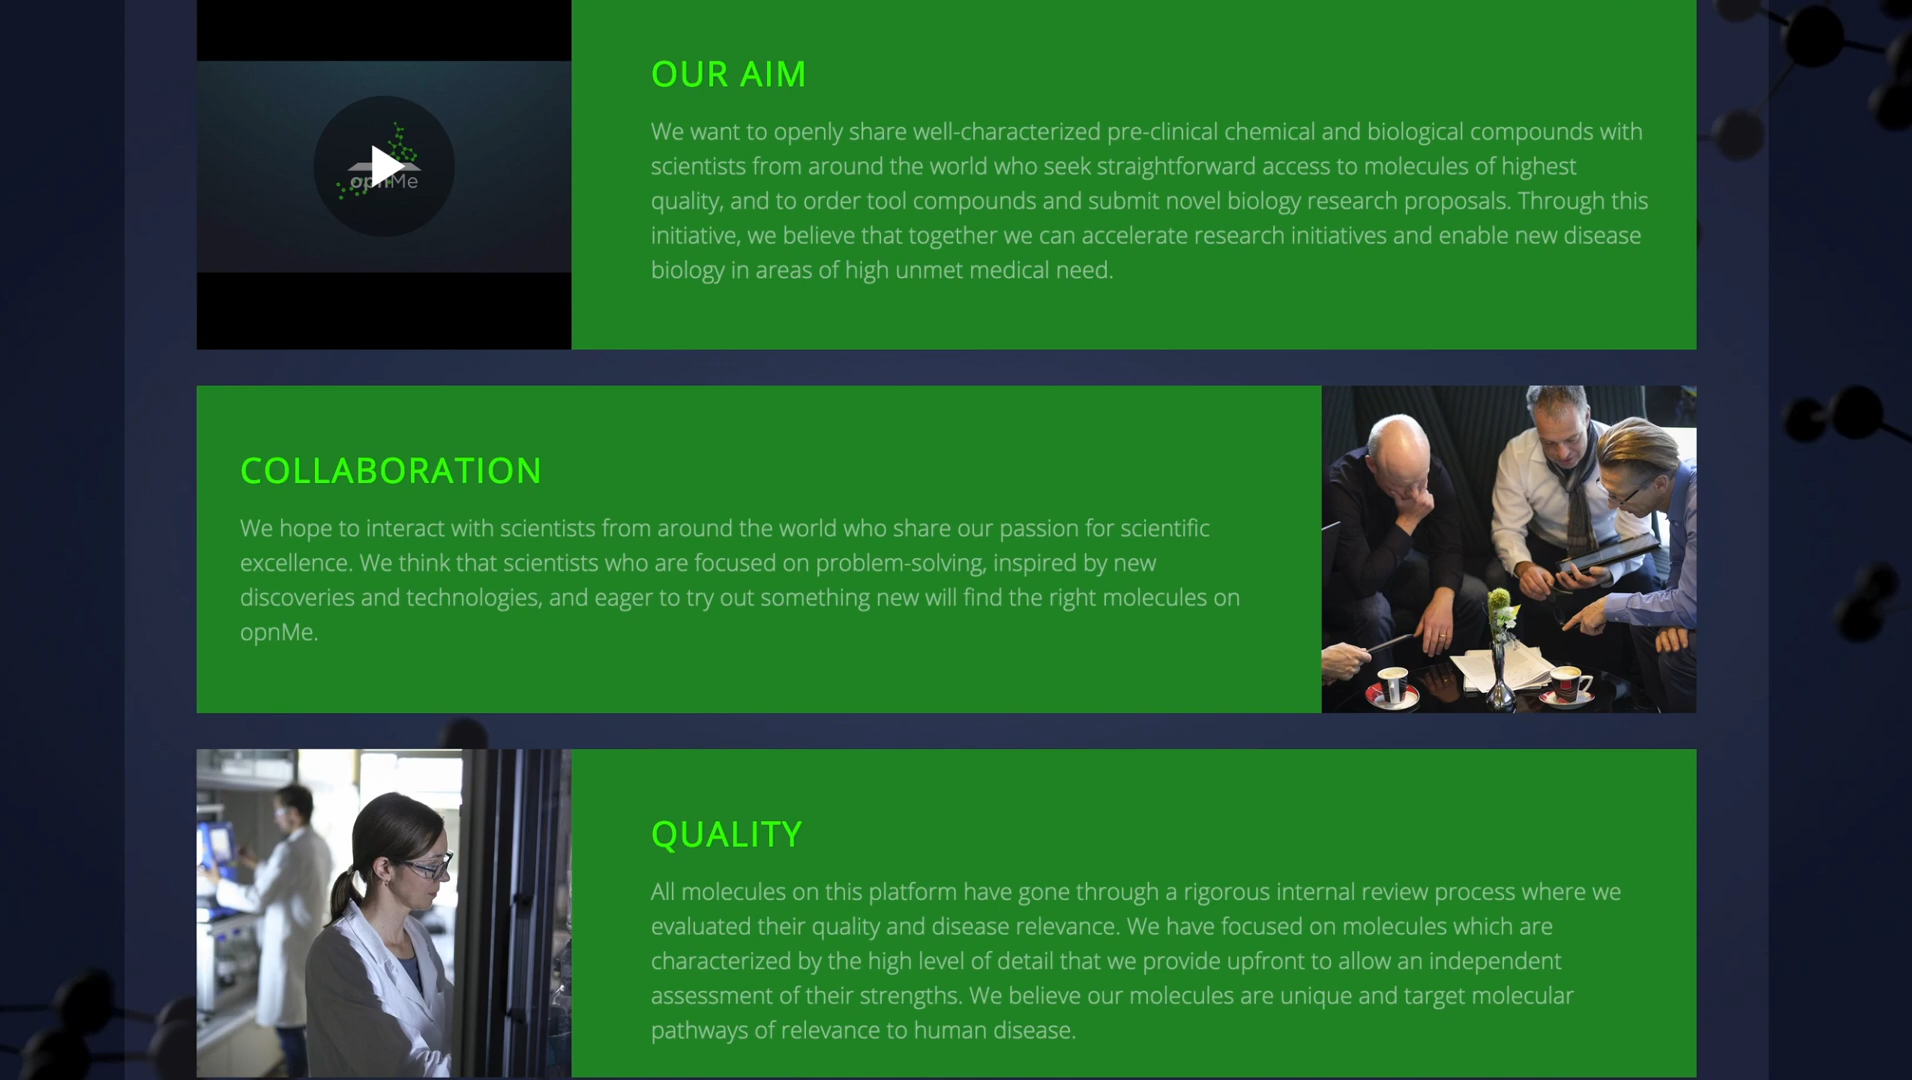 OUR AIM
We want to openly share well-characterized pre-clinical chemical and biological compounds with
scientists from around the world who seek straightforward access to molecules of highest
quality, and to order tool compounds and submit novel biology research proposals. Through this
initiative, we believe that together we can accelerate research initiatives and enable new disease
biology in areas of high unmet medical need.
opnMe
COLLABORATION
We hope to interact with scientists from around the world who share our passion for scientific
excellence. We think that scientists who are focused on problem-solving, inspired by new
discoveries and technologies, and eager to try out something new will find the right molecules on
opnMe.
QUALITY
All molecules on this platform have gone through a rigorous internal review process where we
evaluated their quality and disease relevance. We have focused on molecules which are
characterized by the high level of detail that we provide upfront to allow an independent
assessment of their strengths. We believe our molecules are unique and target molecular
pathways of relevance to human disease.